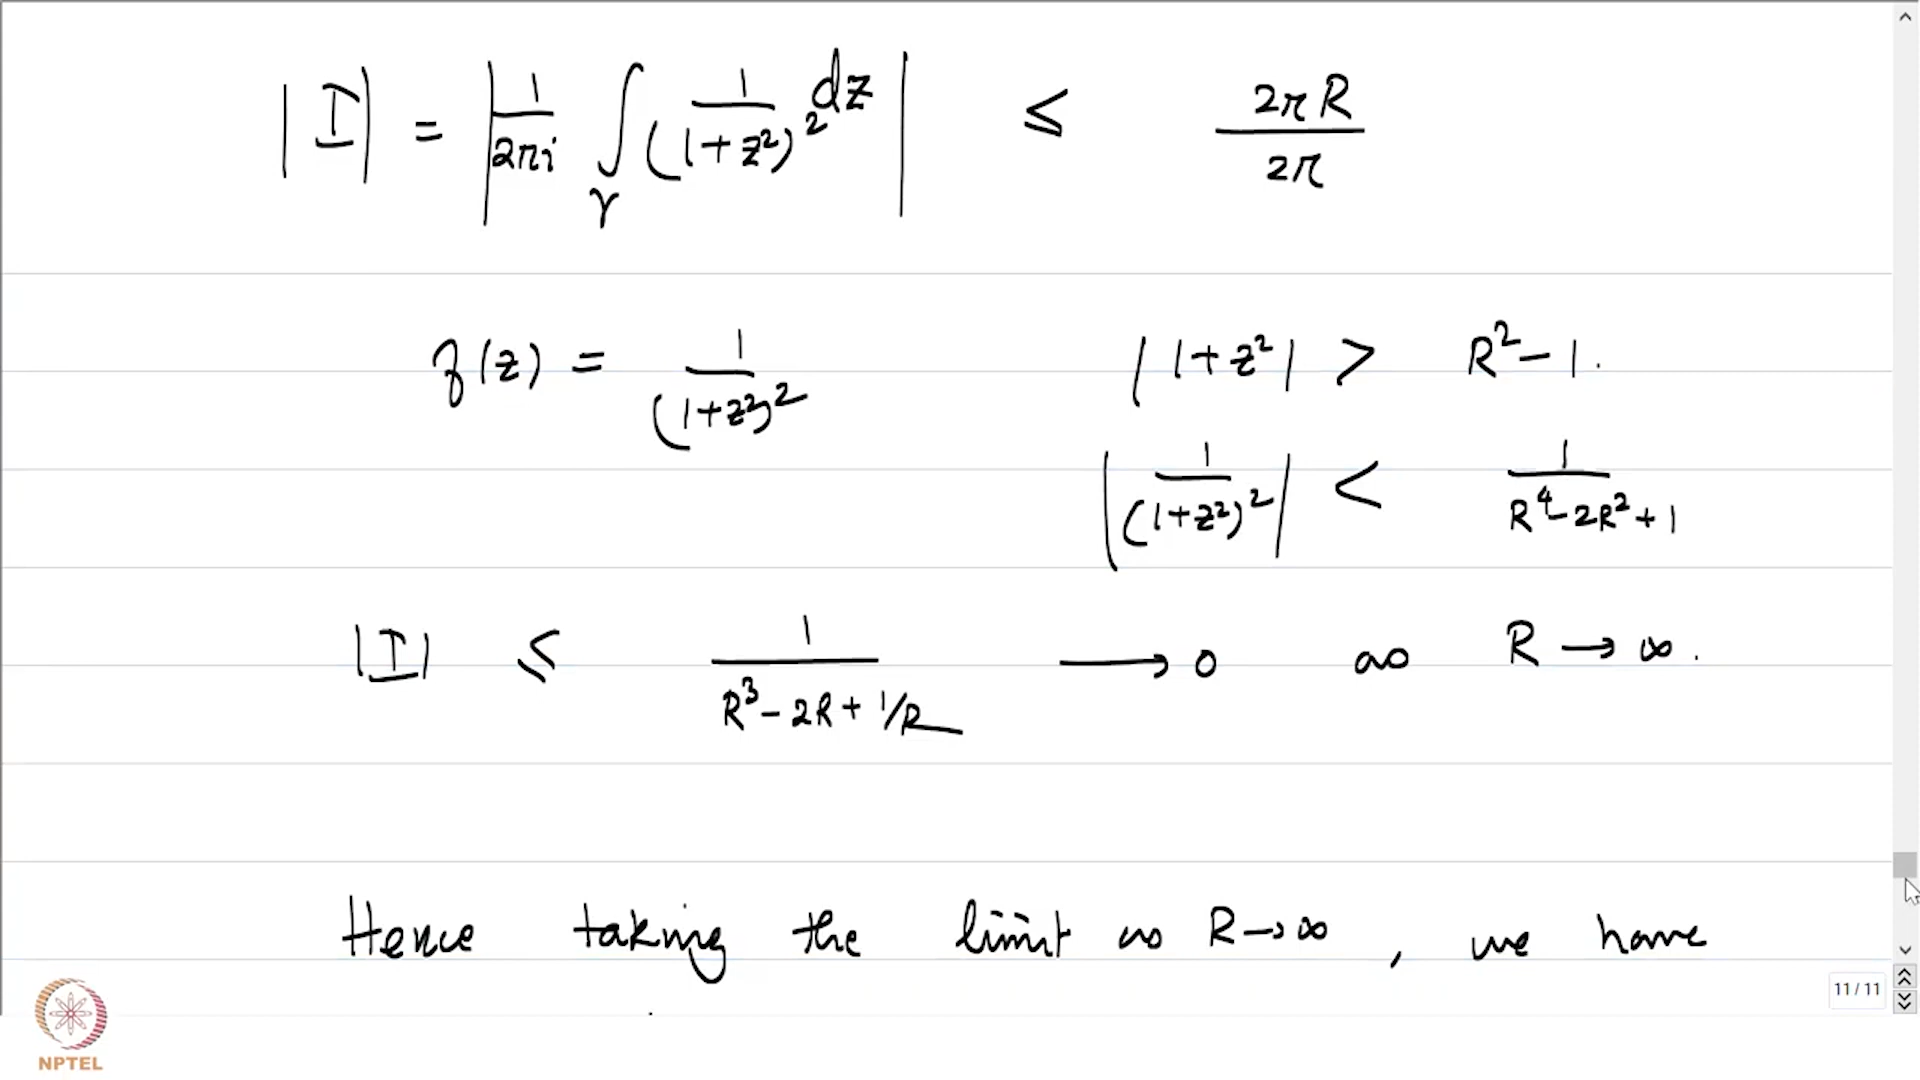 |I| = | 1/2πi ∫γ 1/(1+z²)² dz | ≤ 2πR/2π
f(z) = 1/(1+z²)² |1+z²| > R²-1.
| 1/(1+z²)² | < 1/R⁴-2R²+1
|I| ≤ 1/R³-2R+1/R → 0 as R → ∞.
Hence taking the limit as R→∞, we have
11 / 11
NPTEL